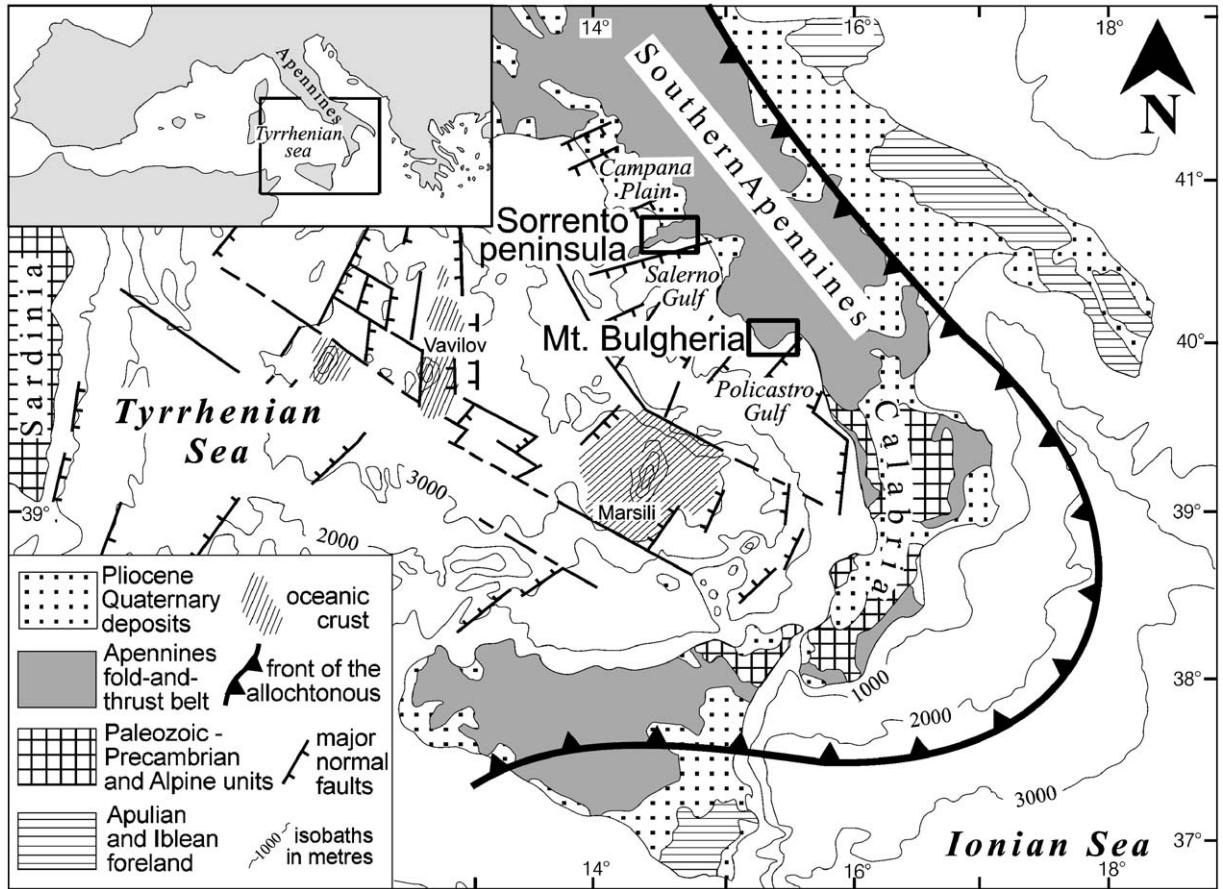 14°
16°
18°
Apennines
Tyrrhenian
sea
Southern Apennines
N
Campana
Plain
41°
Sorrento
peninsula
Salerno
Gulf
Sardinia
Mt. Bulgheria
40°
Vavilov
Policastro
Gulf
Tyrrhenian
Sea
Calabria
3000
Marsili
39°
39°
2000
Pliocene
Quaternary
deposits
oceanic
crust
Apennines
fold-and-
thrust belt
front of the
allochtonous
Paleozoic -
Precambrian
and Alpine units
major
normal
faults
Apulian
and Iblean
foreland
1000
isobaths
in metres
38°
1000
2000
3000
37°
Ionian Sea
14°
16°
18°